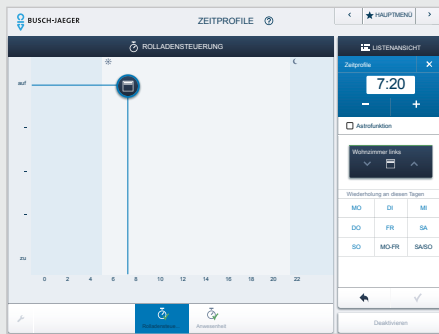 BUSCH-JAEGER
ZEITPROFILE ?
HAUPTMENÜ
ROLLADENSTEUERUNG
LISTENANSICHT
Zeitprofile
7:20
Astrofunktion
Wohnzimmer links
Wiederholung an diesen Tagen
MO DI MI
DO FR SA
SO MO-FR SA/SO
Deaktivieren
auf
zu
0 2 4 6 8 10 12 14 16 18 20 22
Anwesenheit